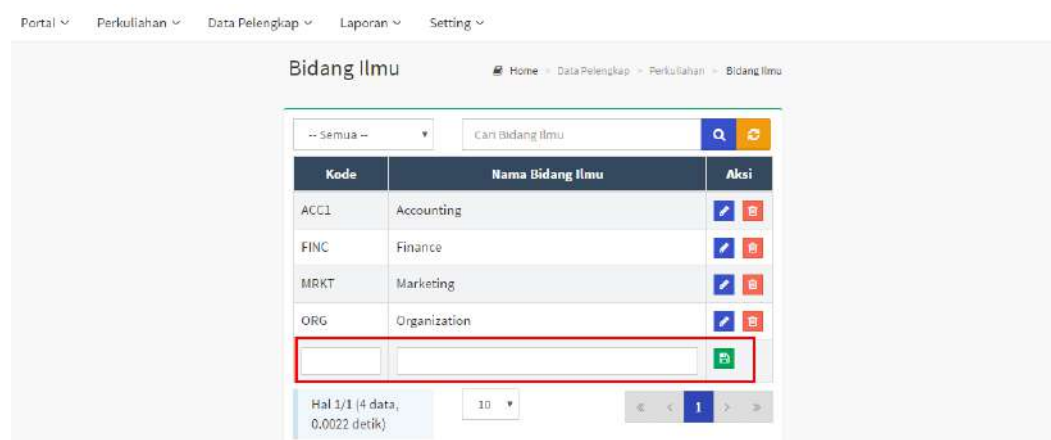 Portal Perkuliahan Data Pelengkap Laporan Setting
Bidang Ilmu
Home > Data Pelengkap > Perkuliahan > Bidang Ilmu
-- Semua -- Cari Bidang Ilmu
Kode Nama Bidang Ilmu Aksi
ACC1 Accounting
FINC Finance
MRKT Marketing
ORG Organization
Hal 1/1 (4 data,
0.0022 detik)
10 « < 1 > »